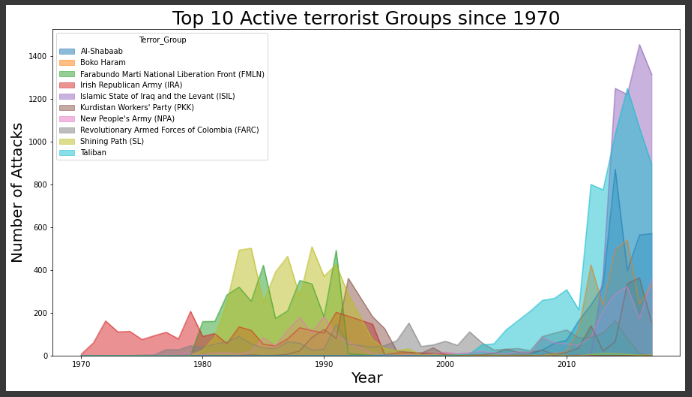 Top 10 Active terrorist Groups since 1970
Number of Attacks
1400
1200
1000
800
600
400
200
0
Terror_Group
Al-Shabaab
Boko Haram
Farabundo Marti National Liberation Front (FMLN)
Irish Republican Army (IRA)
Islamic State of Iraq and the Levant (ISIL)
Kurdistan Workers' Party (PKK)
New People's Army (NPA)
Revolutionary Armed Forces of Colombia (FARC)
Shining Path (SL)
Taliban
1970 1980 1990 2000 2010
Year